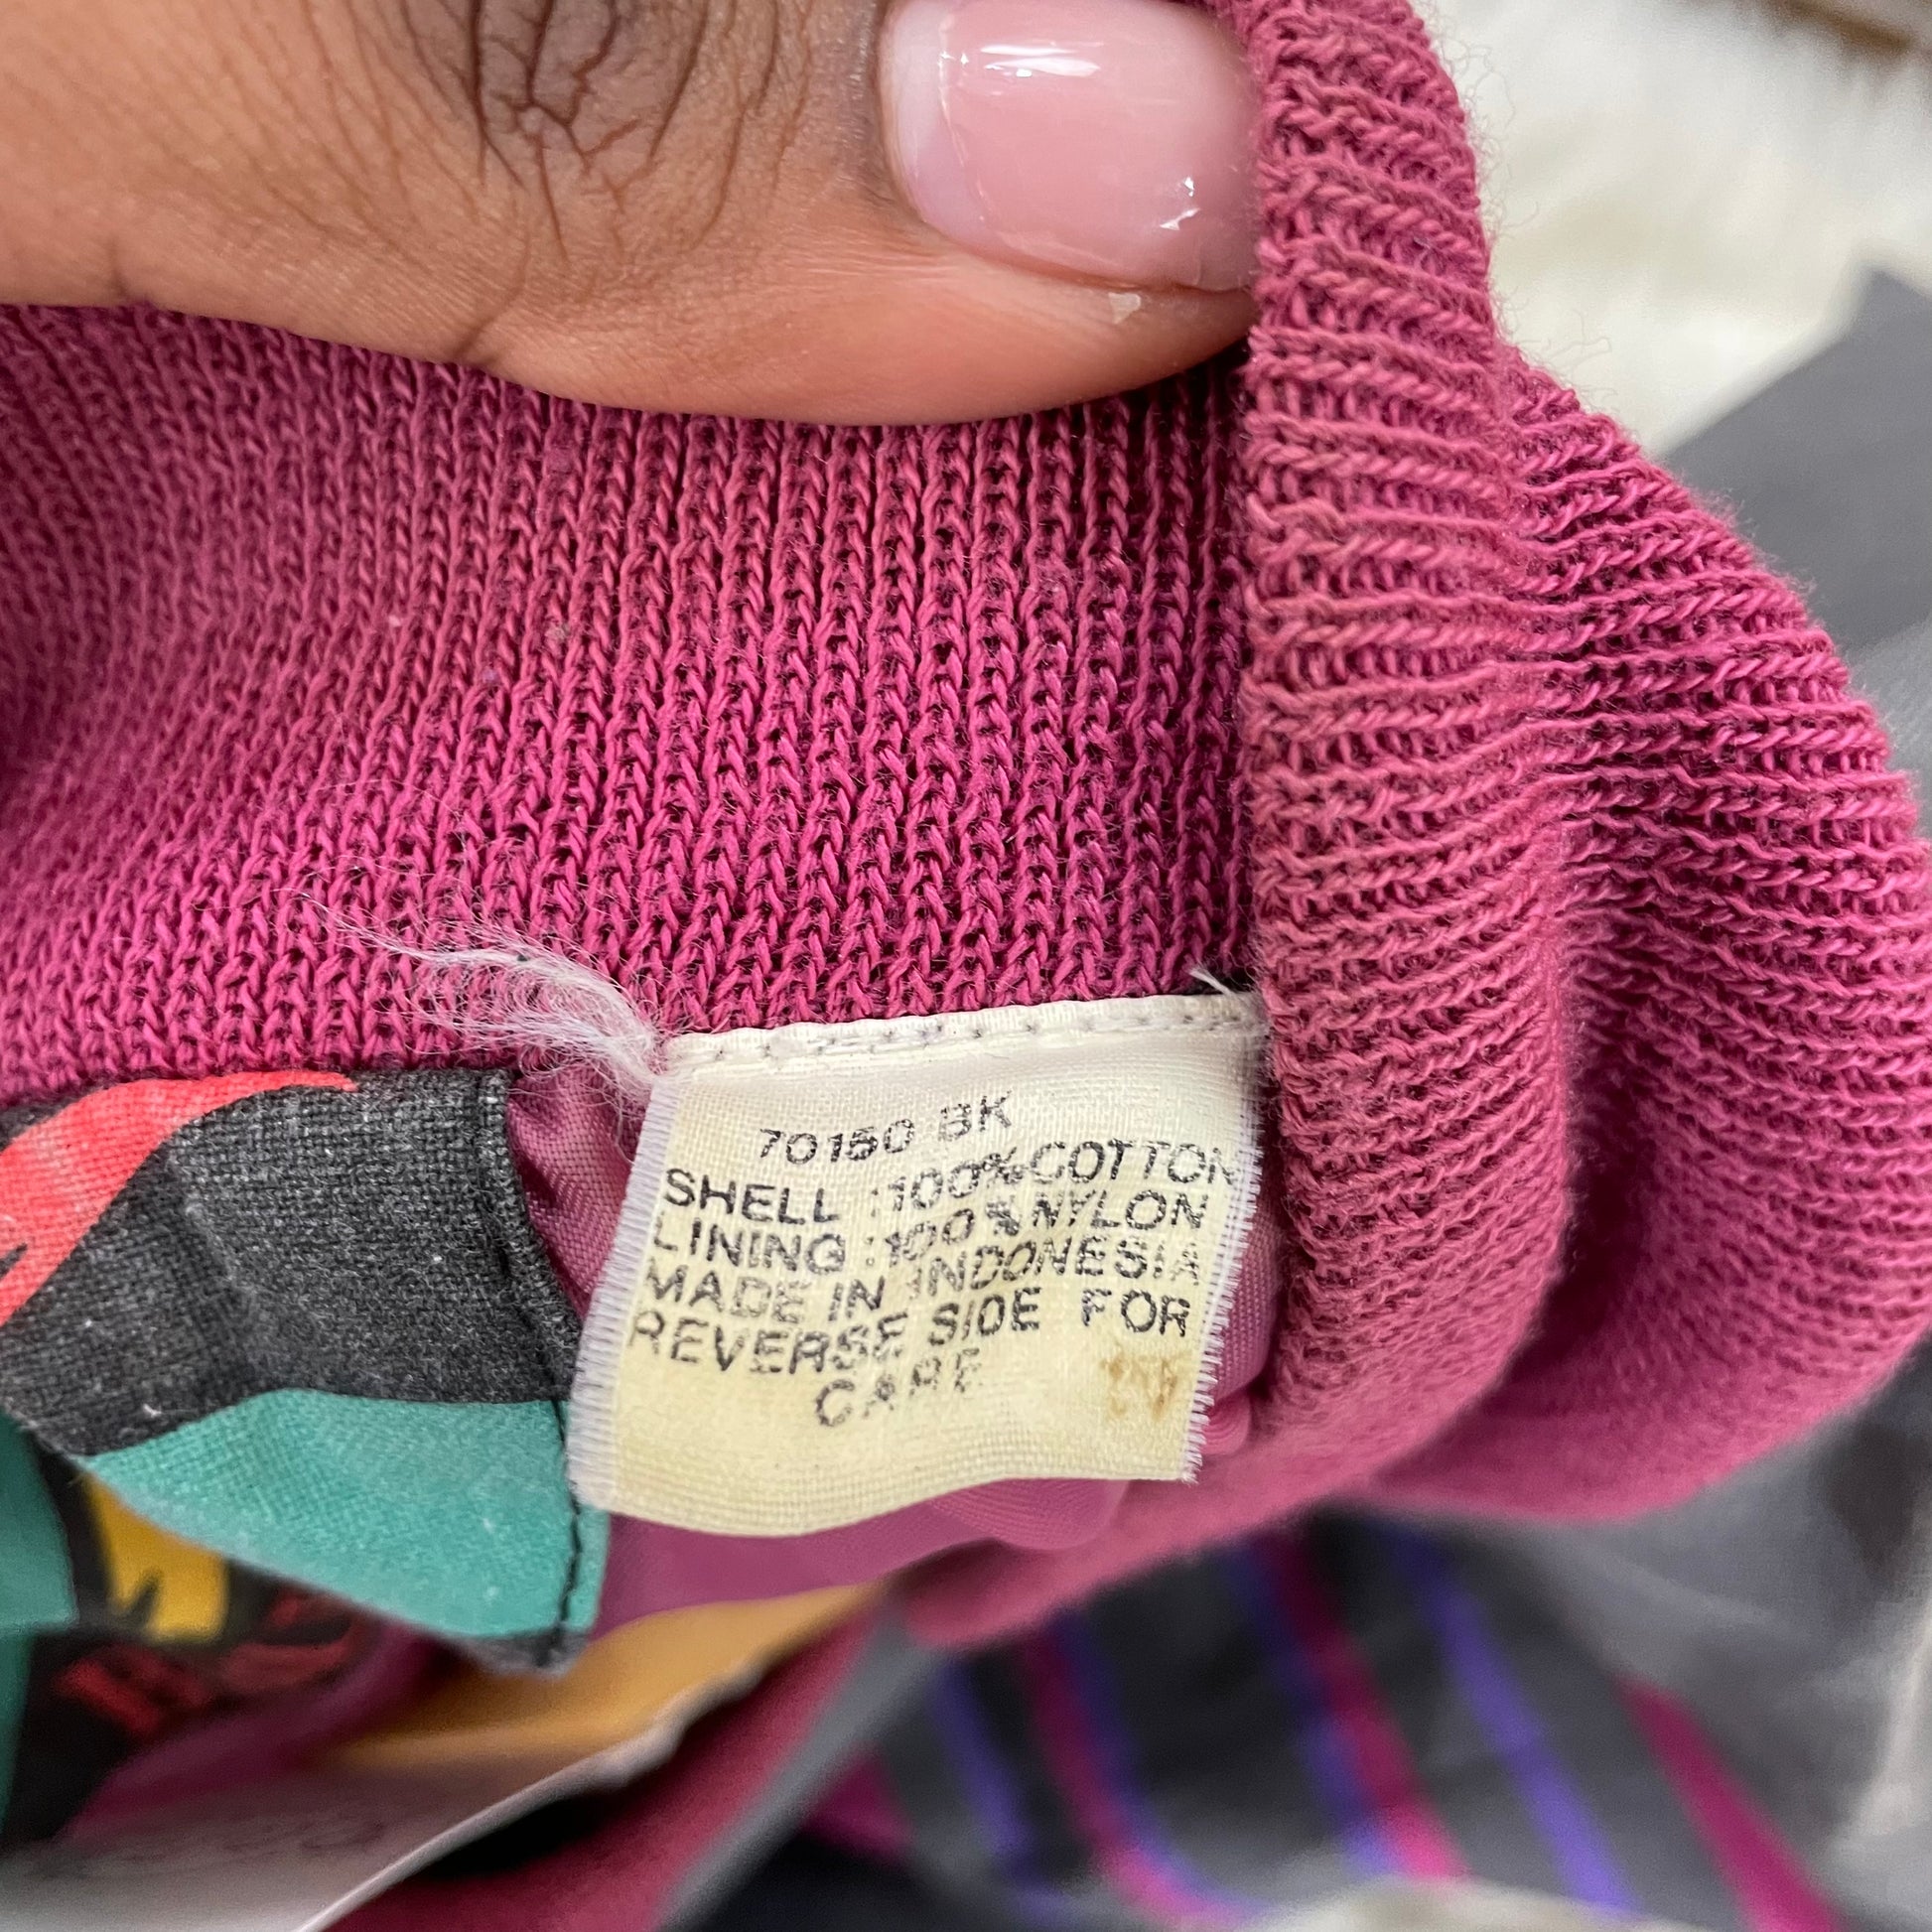 70150 BK
SHELL :100%COTTON
LINING :100%NYLON
MADE IN INDONESIA
REVERSE SIDE FOR
CARE